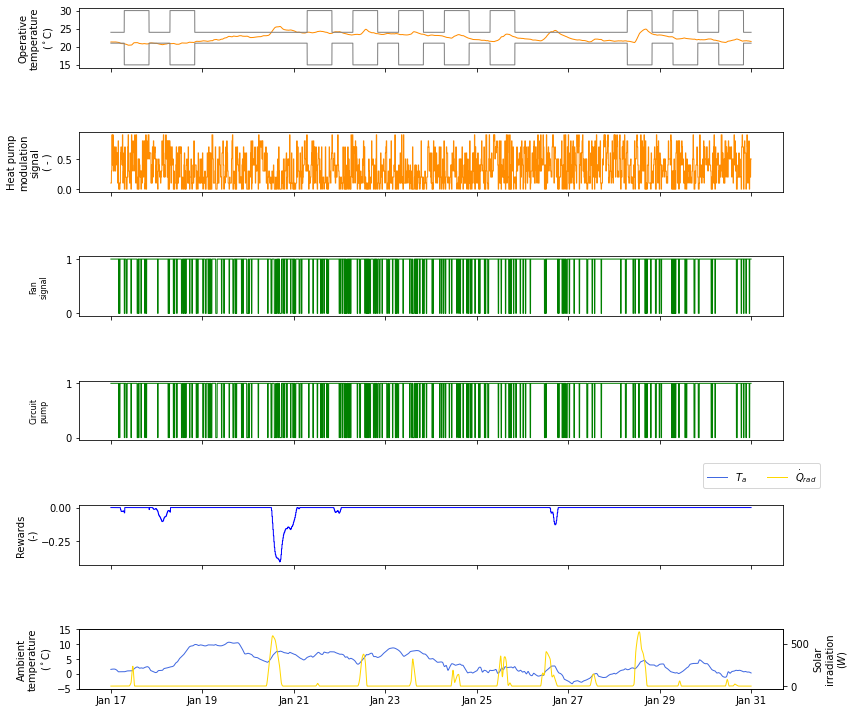 Operative
temperature
(°C)
30
25
20
15
Heat pump
modulation
signal
( - )
0.5
0.0
Fan
signal
1
0
Circuit
pump
1
0
T_a Q̇_rad
Rewards
(-)
0.00
−0.25
Ambient
temperature
(°C)
15
10
5
0
−5
500
0
Solar
irradiation
(W)
Jan 17 Jan 19 Jan 21 Jan 23 Jan 25 Jan 27 Jan 29 Jan 31